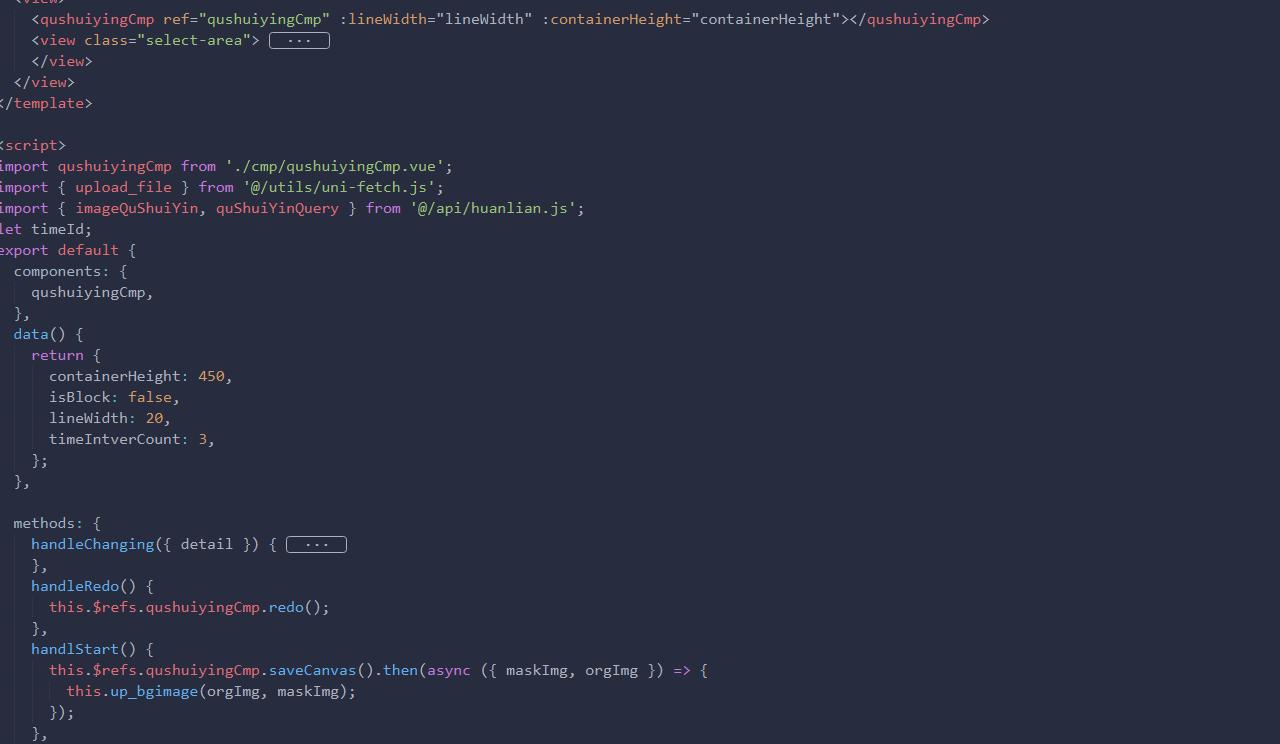 <view>
<qushuiyingCmp ref="qushuiyingCmp" :lineWidth="lineWidth" :containerHeight="containerHeight"></qushuiyingCmp>
<view class="select-area"> ...
</view>
</view>
</template>
<script>
import qushuiyingCmp from './cmp/qushuiyingCmp.vue';
import { upload_file } from '@/utils/uni-fetch.js';
import { imageQuShuiYin, quShuiYinQuery } from '@/api/huanlian.js';
let timeId;
export default {
components: {
qushuiyingCmp,
},
data() {
return {
containerHeight: 450,
isBlock: false,
lineWidth: 20,
timeIntverCount: 3,
};
},
methods: {
handleChanging({ detail }) { ...
},
handleRedo() {
this.$refs.qushuiyingCmp.redo();
},
handlStart() {
this.$refs.qushuiyingCmp.saveCanvas().then(async ({ maskImg, orgImg }) => {
this.up_bgimage(orgImg, maskImg);
});
},